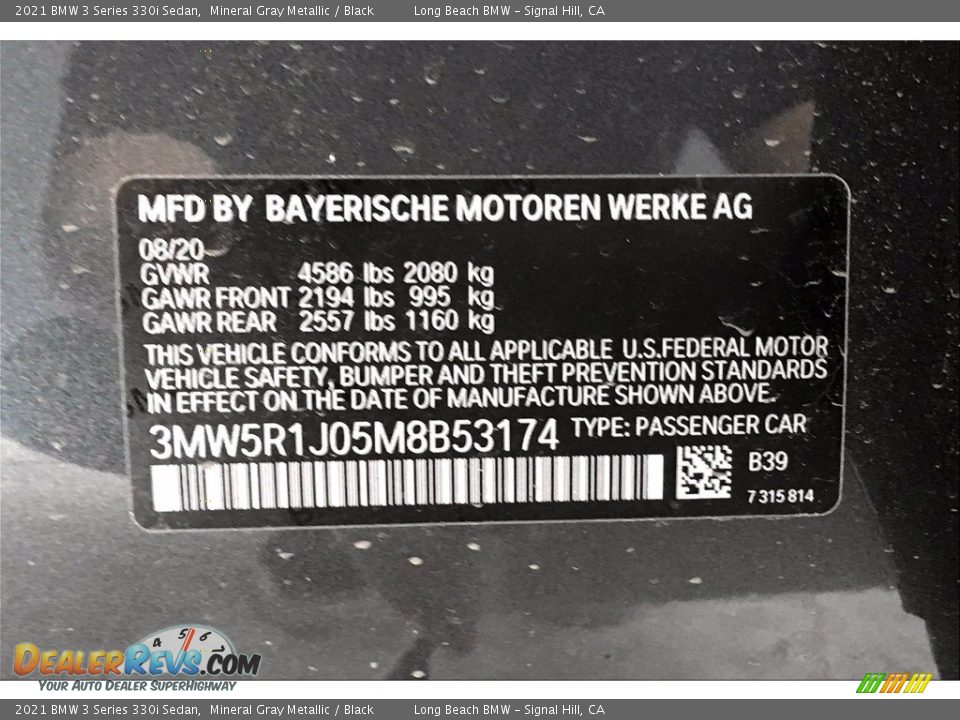 2021 BMW 3 Series 330i Sedan, Mineral Gray Metallic / Black Long Beach BMW - Signal Hill, CA
MFD BY BAYERISCHE MOTOREN WERKE AG
08/20
GVWR 4586 lbs 2080 kg
GAWR FRONT 2194 lbs 995 kg
GAWR REAR 2557 lbs 1160 kg
THIS VEHICLE CONFORMS TO ALL APPLICABLE U.S.FEDERAL MOTOR
VEHICLE SAFETY, BUMPER AND THEFT PREVENTION STANDARDS
IN EFFECT ON THE DATE OF MANUFACTURE SHOWN ABOVE.
3MW5R1J05M8B53174 TYPE: PASSENGER CAR
B39
7 315 814
4 5 6
DEALERREVS.COM
YOUR AUTO DEALER SUPERHIGHWAY
2021 BMW 3 Series 330i Sedan, Mineral Gray Metallic / Black Long Beach BMW - Signal Hill, CA